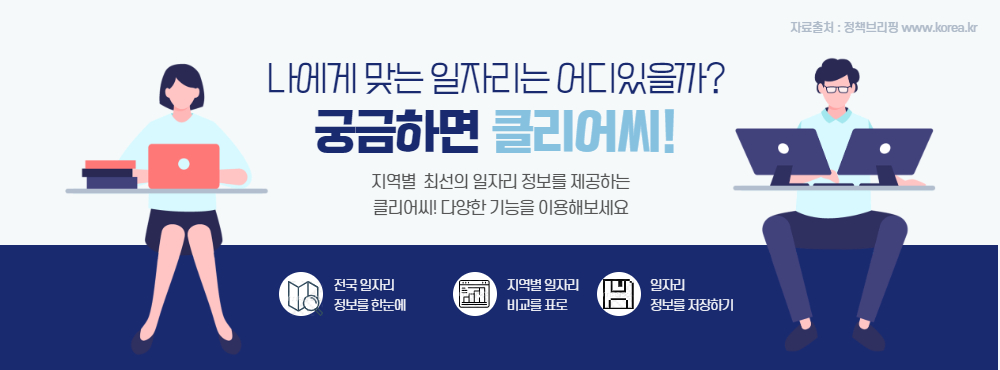 자료출처 : 정책브리핑 www.korea.kr
나에게 맞는 일자리는 어디있을까?
궁금하면 클리어씨!
지역별 최선의 일자리 정보를 제공하는
클리어씨! 다양한 기능을 이용해보세요
전국 일자리
정보를 한눈에
지역별 일자리
비교를 표로
일자리
정보를 저장하기